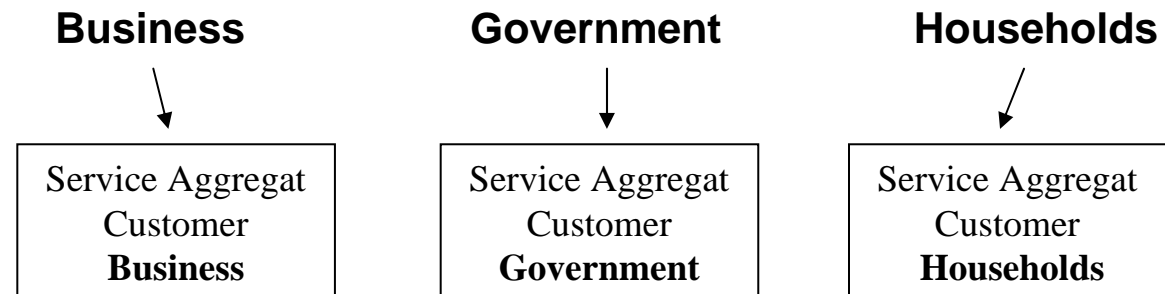 Business
Government
Households
Service Aggregat
Customer
Business
Service Aggregat
Customer
Government
Service Aggregat
Customer
Households